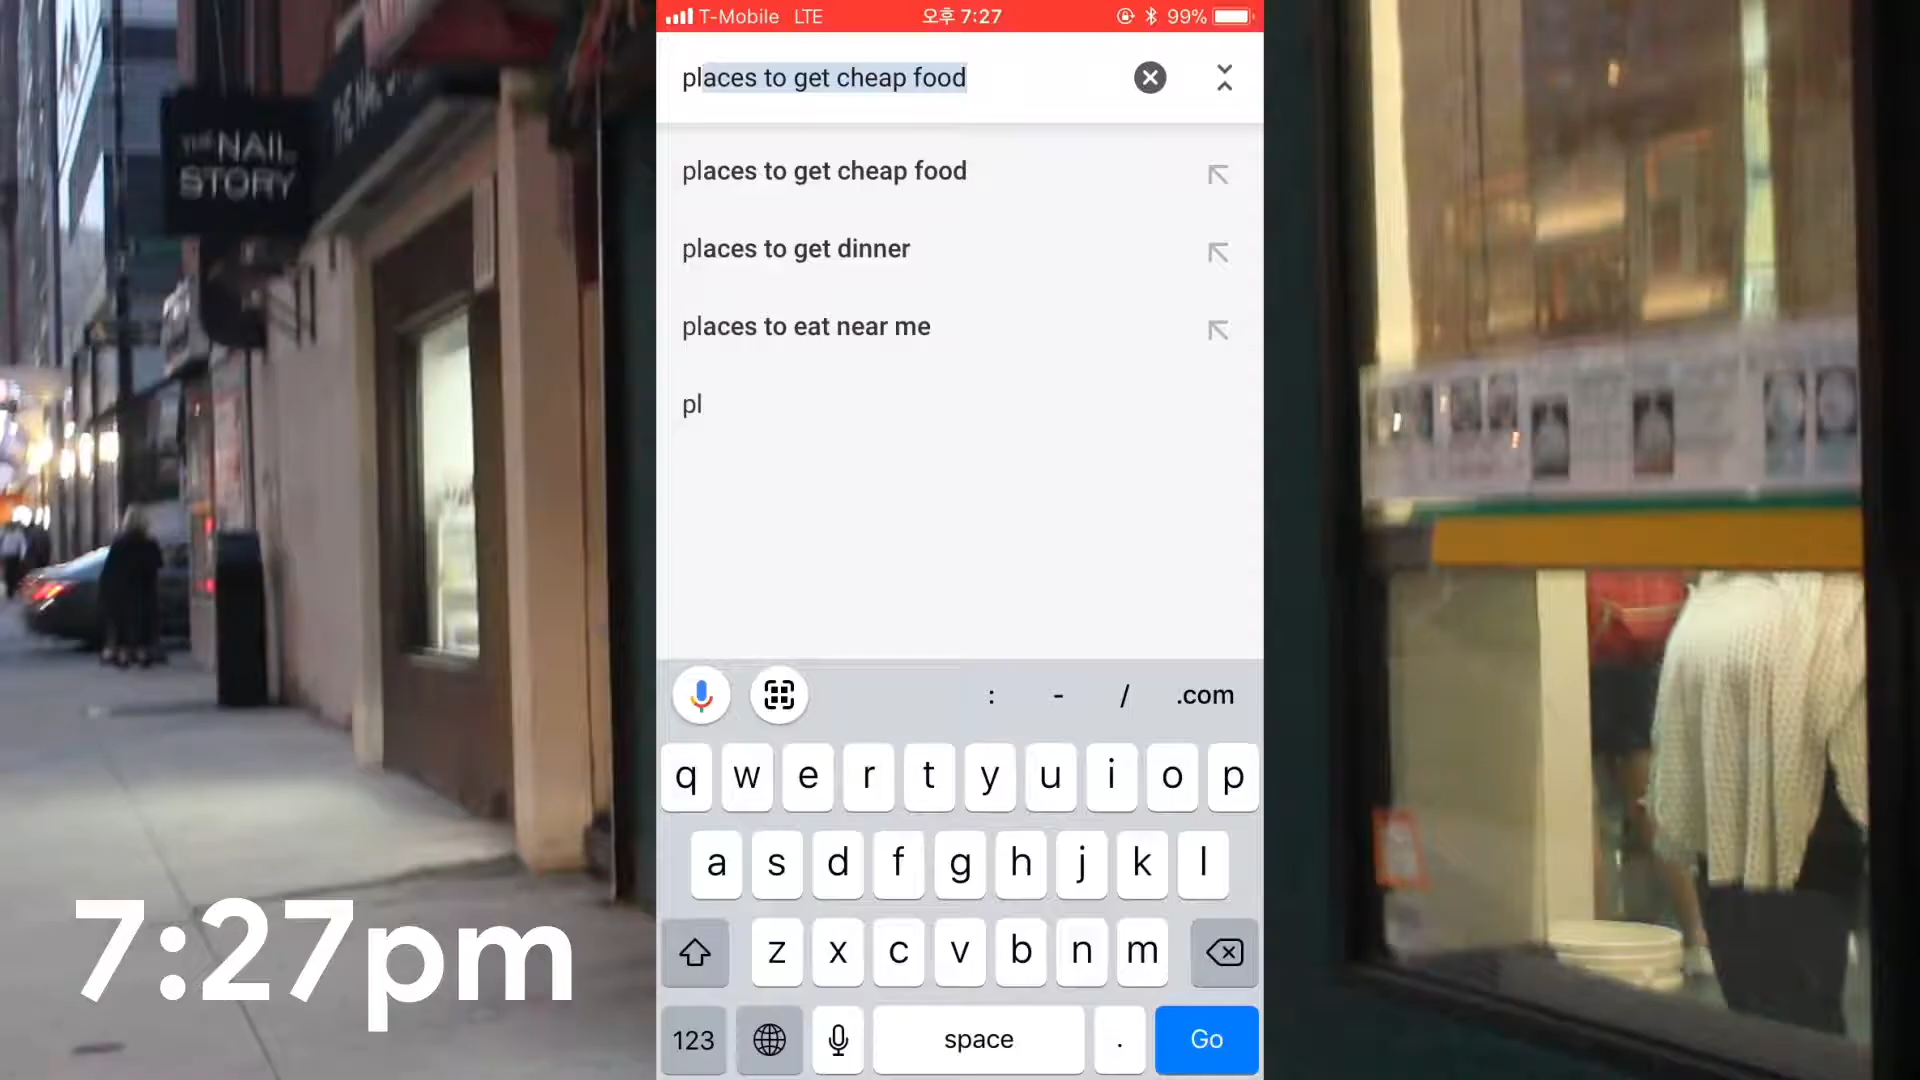 T-Mobile LTE 오후 7:27 99%
places to get cheap food
places to get cheap food
places to get dinner
places to eat near me
pl
: - / .com
q w e r t y u i o p
a s d f g h j k l
z x c v b n m
123 space . Go
THE NAIL
STORY
7:27pm